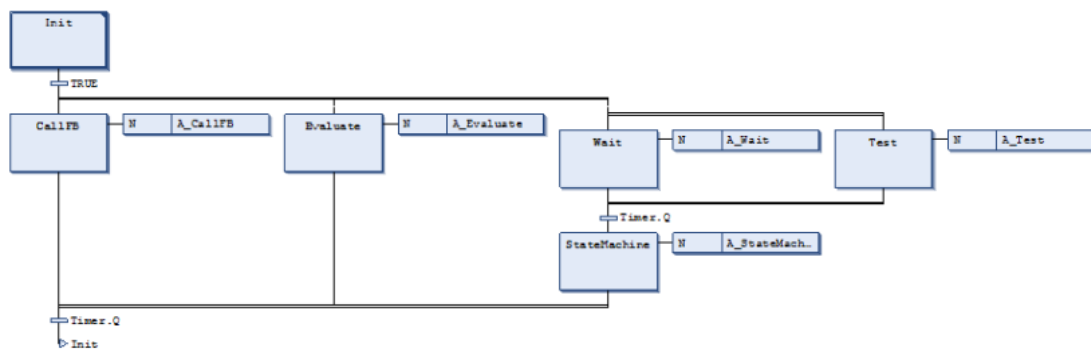 Init
TRUE
CallFB
N A_CallFB
Evaluate
N A_Evaluate
Wait
N A_Wait
Test
N A_Test
Timer.Q
StateMachine
N A_StateMach…
Timer.Q
Init